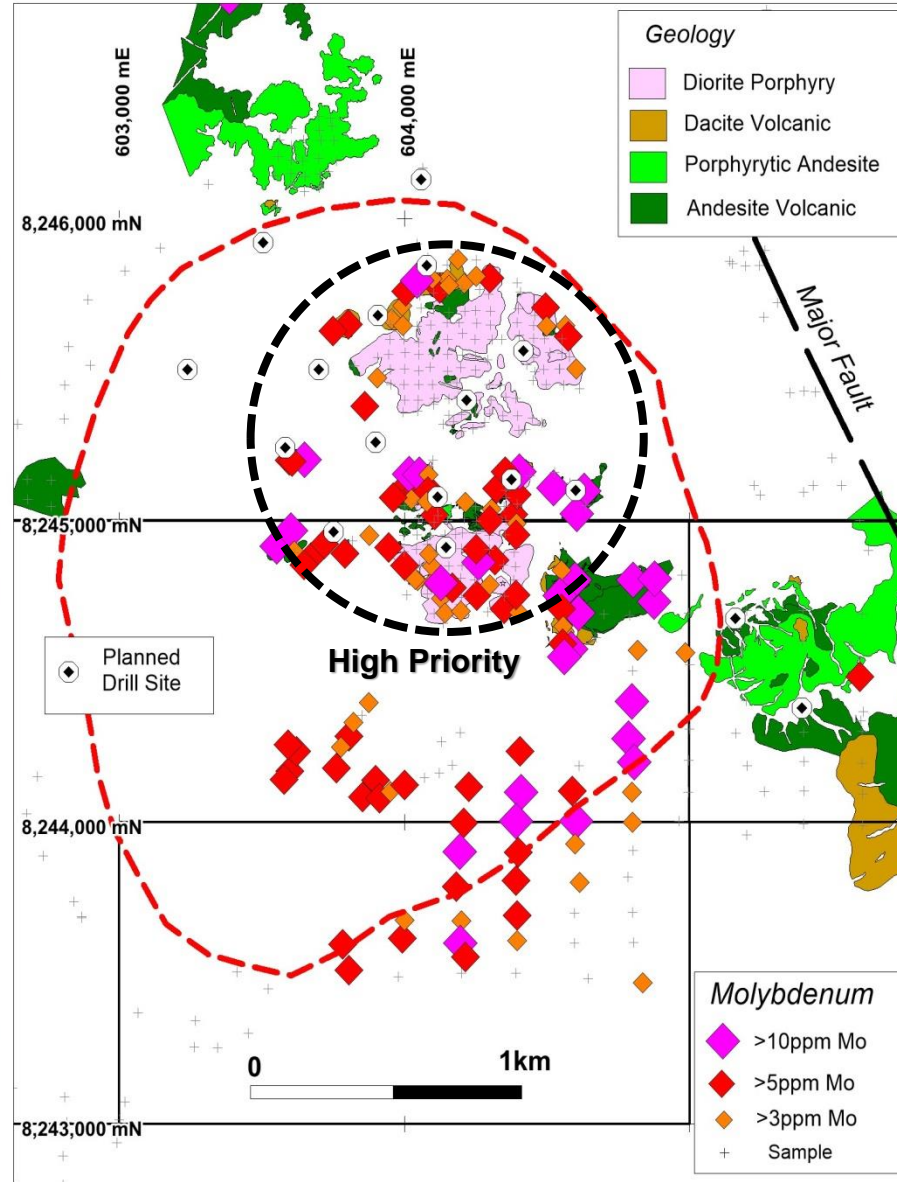 603,000 mE
604,000 mE
Geology
Diorite Porphyry
Dacite Volcanic
Porphyrytic Andesite
Andesite Volcanic
8,246,000 mN
Major Fault
8,245,000 mN
High Priority
Planned
Drill Site
8,244,000 mN
Molybdenum
>10ppm Mo
>5ppm Mo
>3ppm Mo
Sample
0
1km
8,243,000 mN